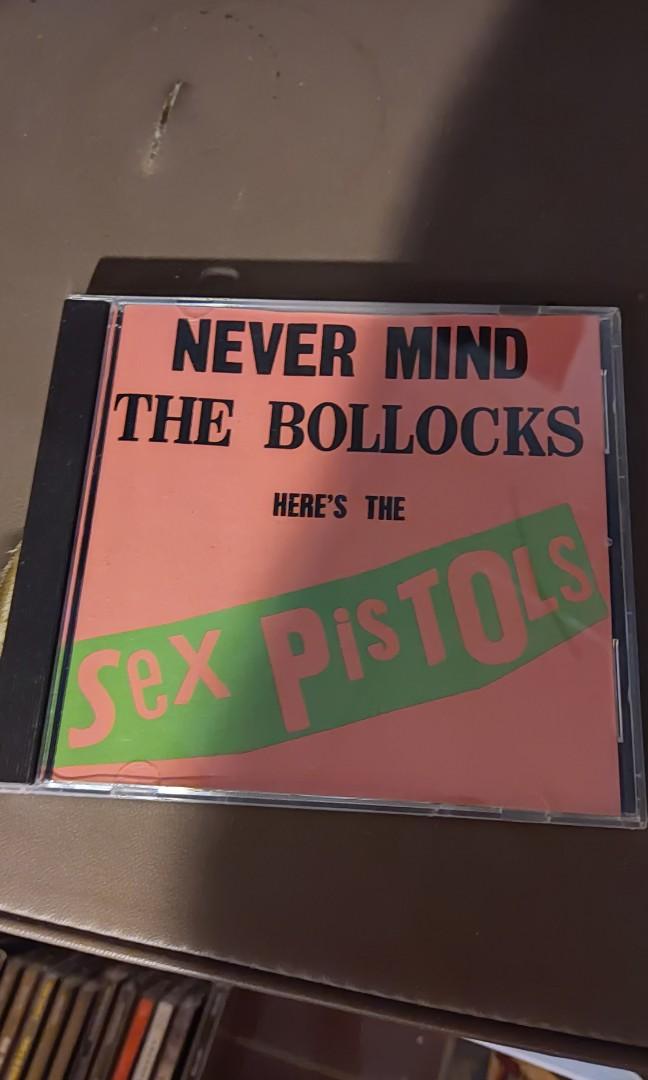 NEVER MIND
THE BOLLOCKS
HERE'S THE
Sex PisTOLS